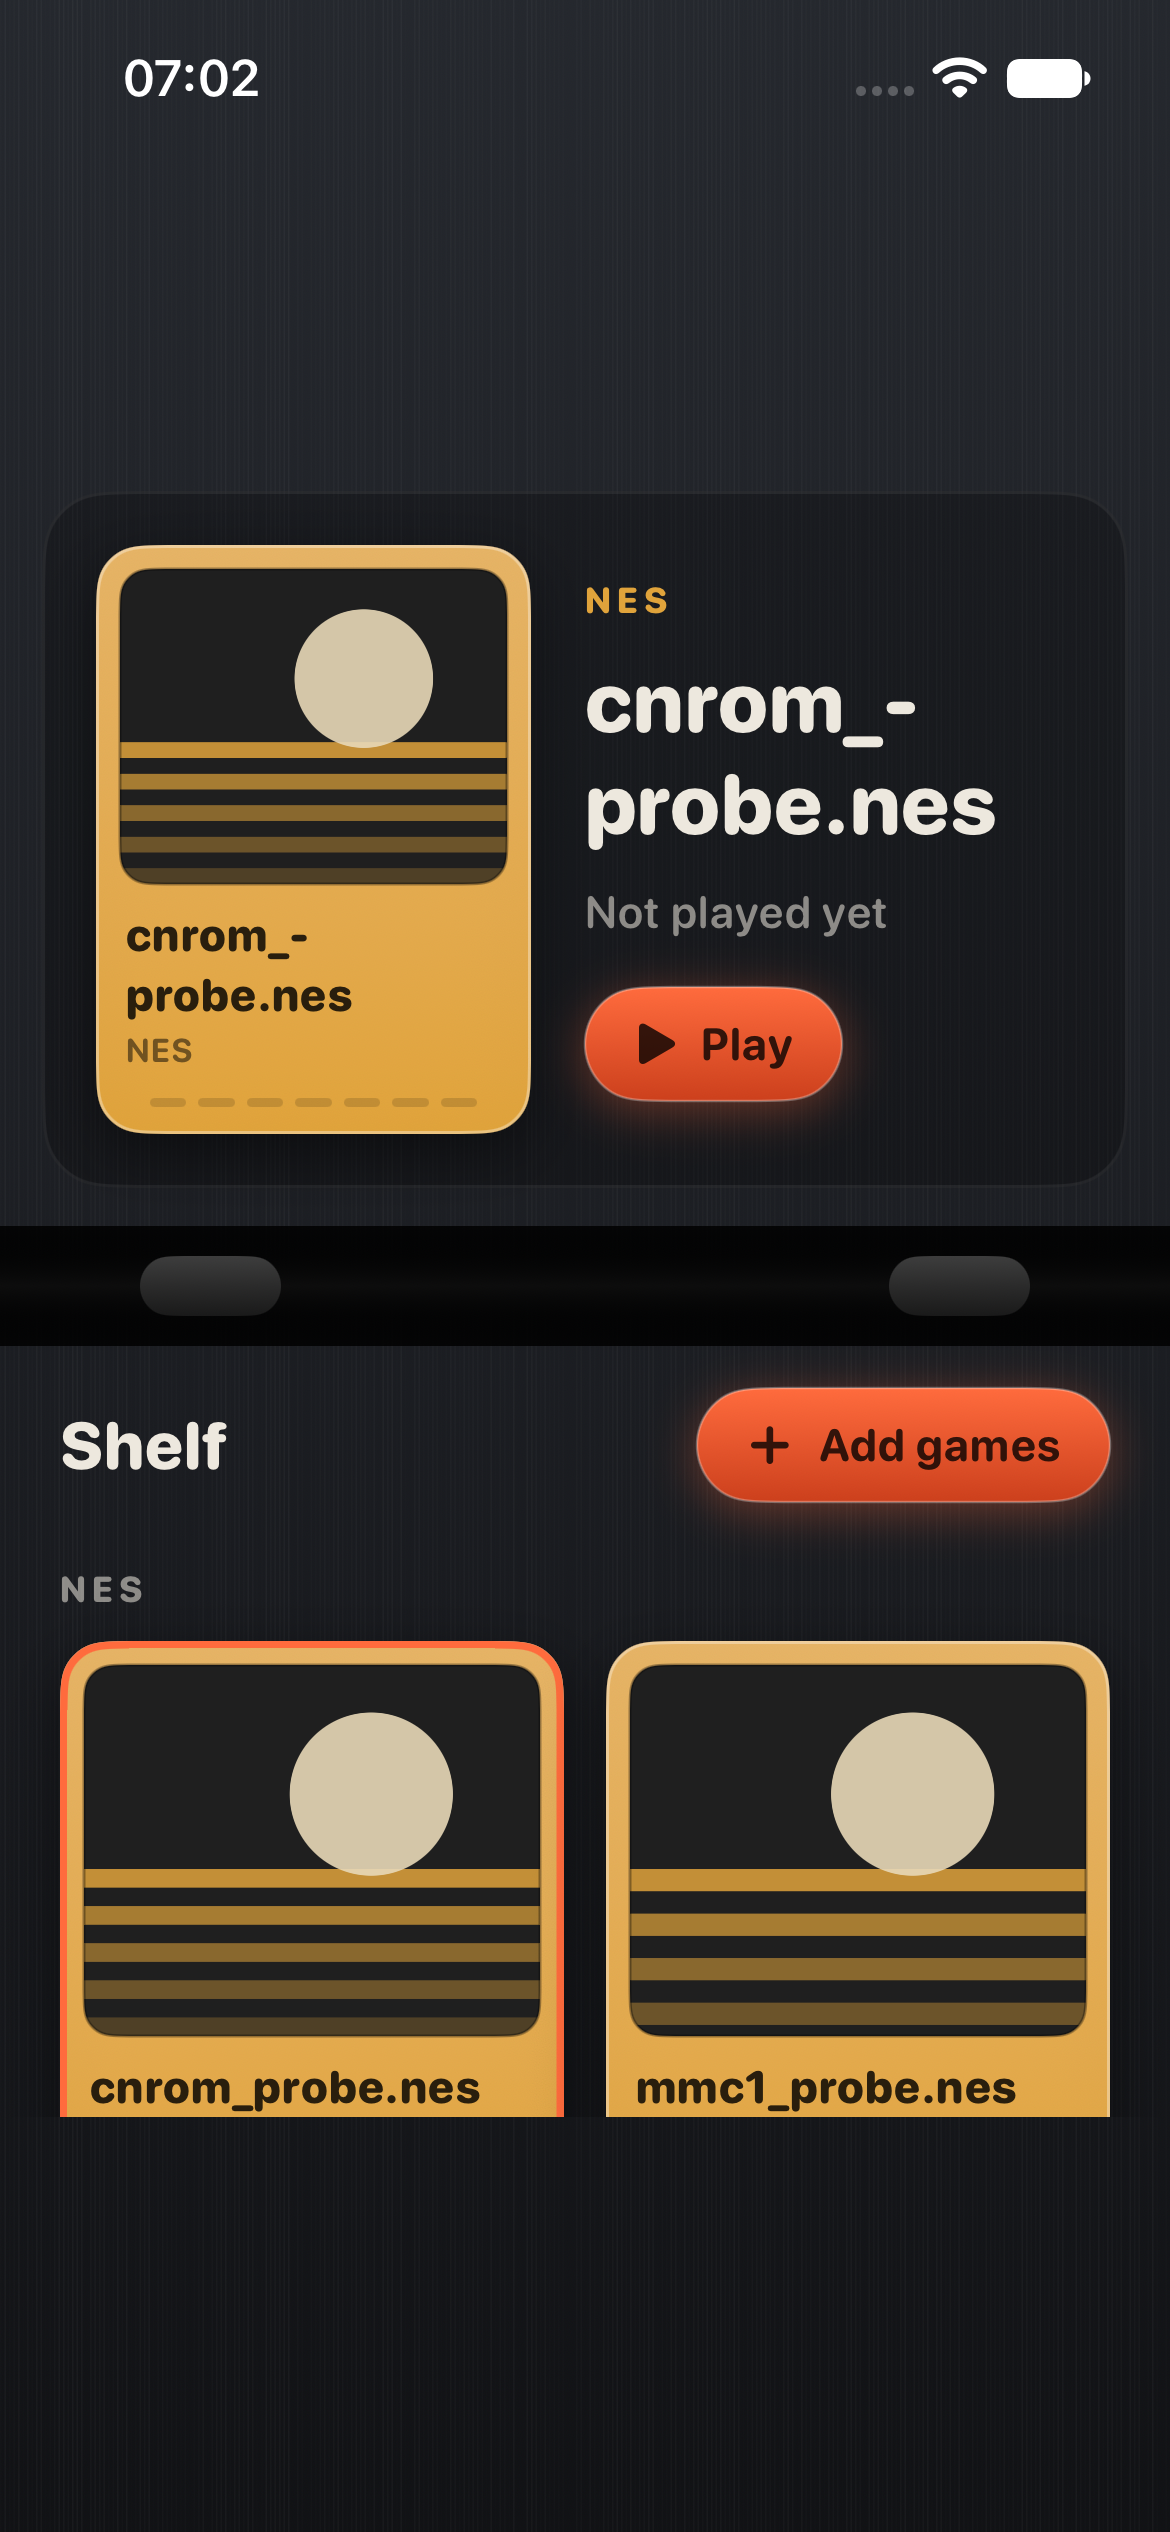 07:02
NES
cnrom_-
probe.nes
Not played yet
Play
cnrom_-
probe.nes
NES
Shelf
Add games
NES
cnrom_probe.nes
mmc1_probe.nes